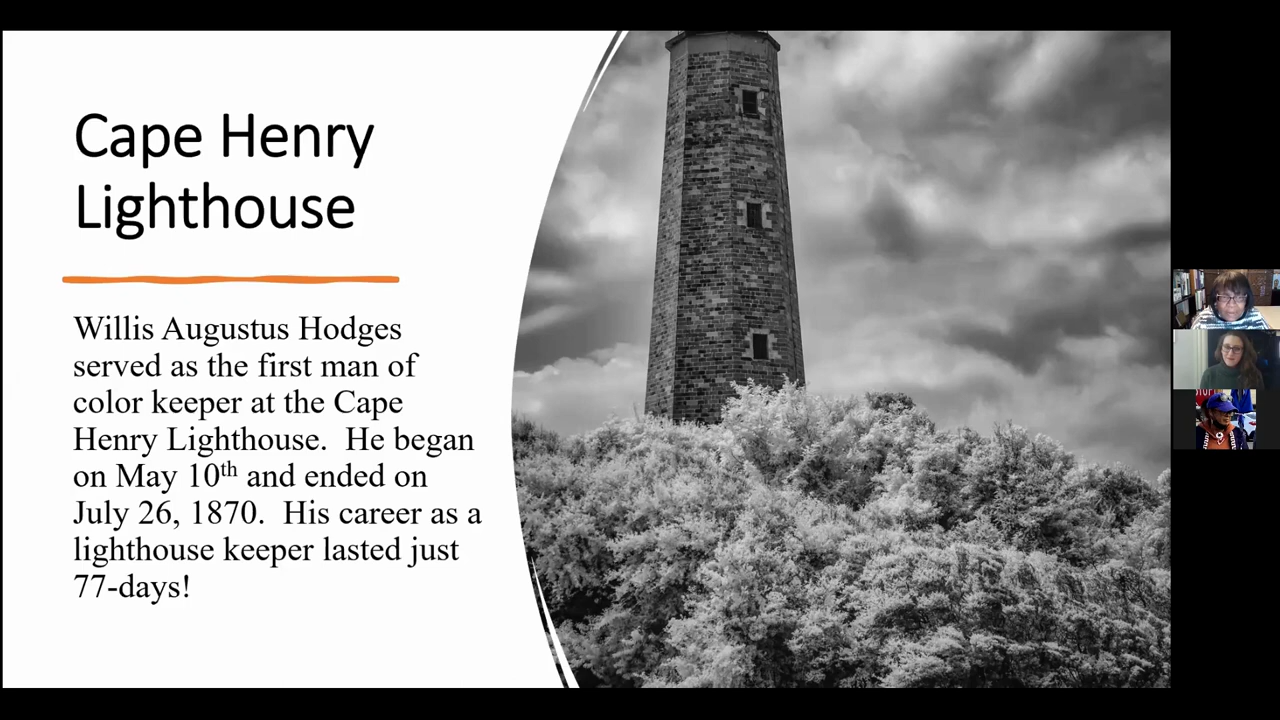 Cape Henry
Lighthouse
Willis Augustus Hodges
served as the first man of
color keeper at the Cape
Henry Lighthouse.  He began
on May 10th and ended on
July 26, 1870.  His career as a
lighthouse keeper lasted just
77-days!